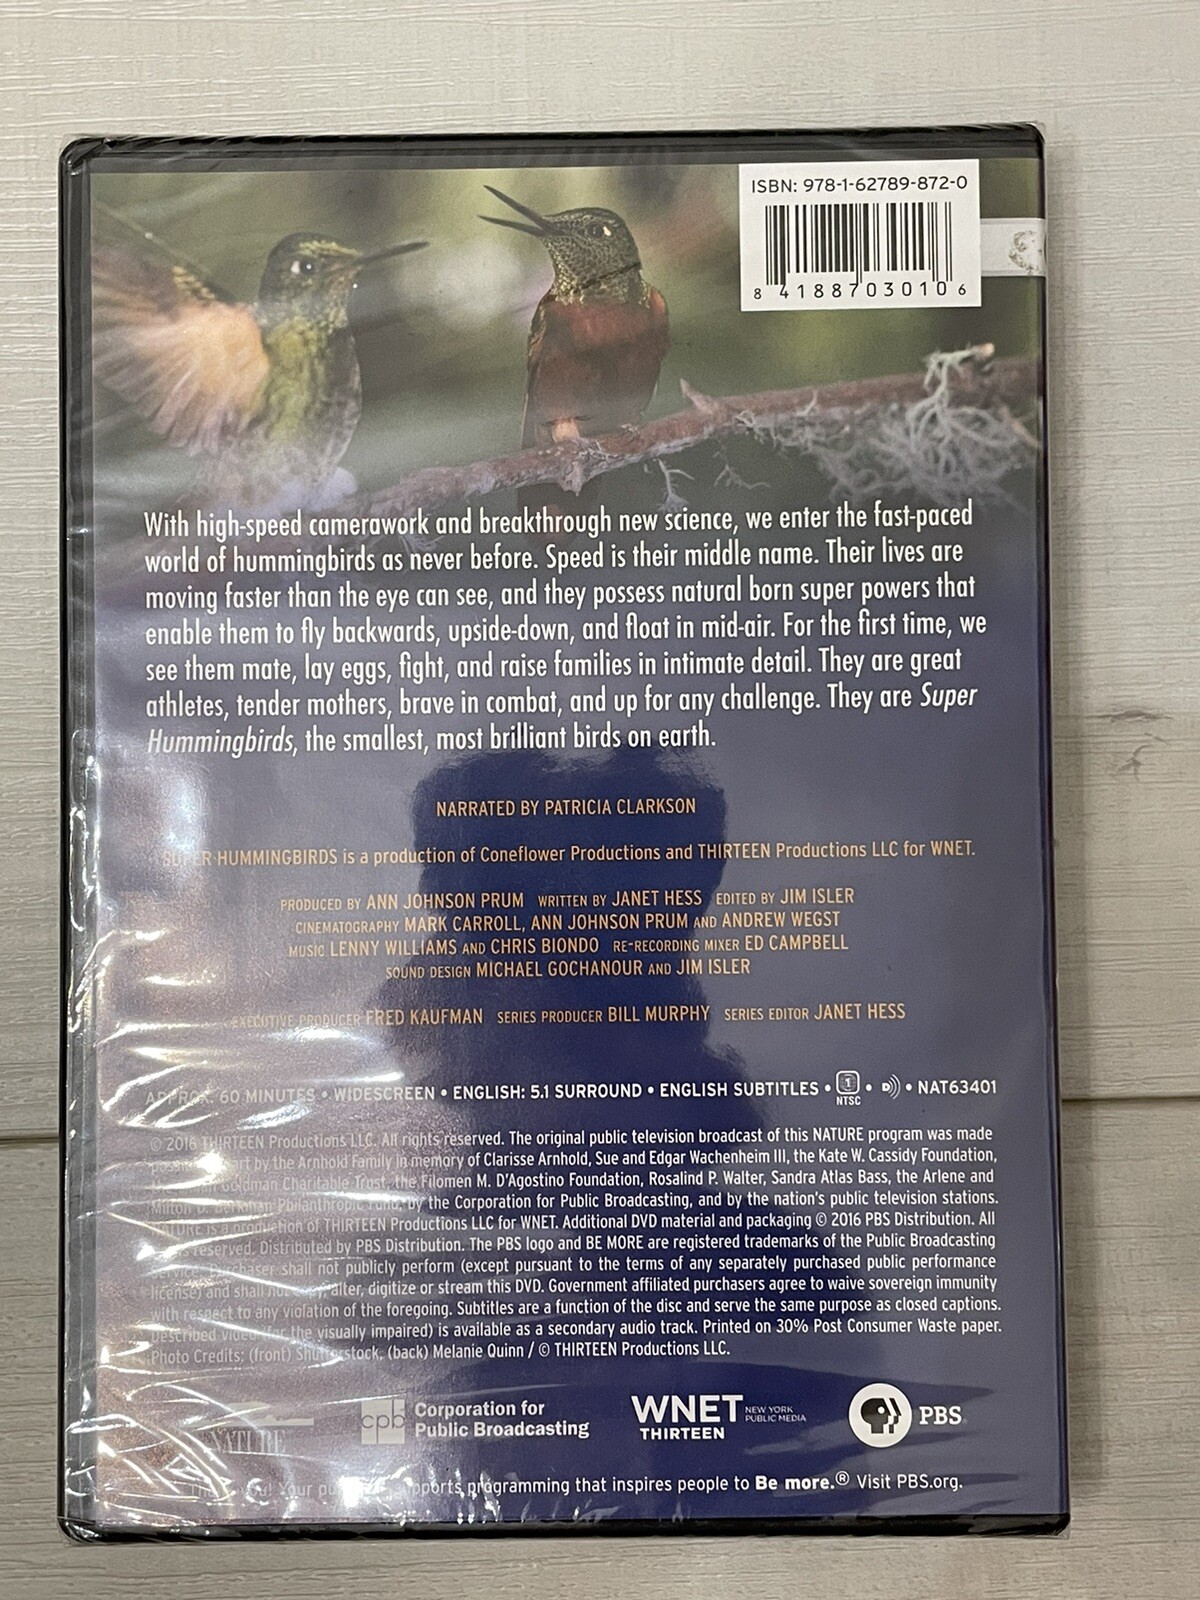 ISBN: 978-1-62789-872-0
8 41887 03010 6
With high-speed camerawork and breakthrough new science, we enter the fast-paced
world of hummingbirds as never before. Speed is their middle name. Their lives are
moving faster than the eye can see, and they possess natural born super powers that
enable them to fly backwards, upside-down, and float in mid-air. For the first time, we
see them mate, lay eggs, fight, and raise families in intimate detail. They are great
athletes, tender mothers, brave in combat, and up for any challenge. They are Super
Hummingbirds, the smallest, most brilliant birds on earth.
NARRATED BY PATRICIA CLARKSON
SUPER HUMMINGBIRDS is a production of Coneflower Productions and THIRTEEN Productions LLC for WNET.
PRODUCED BY ANN JOHNSON PRUM WRITTEN BY JANET HESS EDITED BY JIM ISLER
CINEMATOGRAPHY MARK CARROLL, ANN JOHNSON PRUM AND ANDREW WEGST
MUSIC LENNY WILLIAMS AND CHRIS BIONDO RE-RECORDING MIXER ED CAMPBELL
SOUND DESIGN MICHAEL GOCHANOUR AND JIM ISLER
EXECUTIVE PRODUCER FRED KAUFMAN SERIES PRODUCER BILL MURPHY SERIES EDITOR JANET HESS
APPROX. 60 MINUTES • WIDESCREEN • ENGLISH: 5.1 SURROUND • ENGLISH SUBTITLES • 1 NTSC • D • NAT63401
© 2016 THIRTEEN Productions LLC. All rights reserved. The original public television broadcast of this NATURE program was made
part by the Arnhold Family in memory of Clarisse Arnhold, Sue and Edgar Wachenheim III, the Kate W. Cassidy Foundation,
Goldman Charitable Trust, the Filomen M. D'Agostino Foundation, Rosalind P. Walter, Sandra Atlas Bass, the Arlene and
Milton D. Berkman Philanthropic Fund, by the Corporation for Public Broadcasting, and by the nation's public television stations.
NATURE is a production of THIRTEEN Productions LLC for WNET. Additional DVD material and packaging © 2016 PBS Distribution. All
rights reserved. Distributed by PBS Distribution. The PBS logo and BE MORE are registered trademarks of the Public Broadcasting
Service. Purchaser shall not publicly perform (except pursuant to the terms of any separately purchased public performance
license) and shall not copy, alter, digitize or stream this DVD. Government affiliated purchasers agree to waive sovereign immunity
with respect to any violation of the foregoing. Subtitles are a function of the disc and serve the same purpose as closed captions.
Described video (for the visually impaired) is available as a secondary audio track. Printed on 30% Post Consumer Waste paper.
Photo Credits: (front) Shutterstock, (back) Melanie Quinn / © THIRTEEN Productions LLC.
NATURE
cpb Corporation for
Public Broadcasting
WNET NEW YORK PUBLIC MEDIA
THIRTEEN
PBS
Thank you! Your supports programming that inspires people to Be more.® Visit PBS.org.